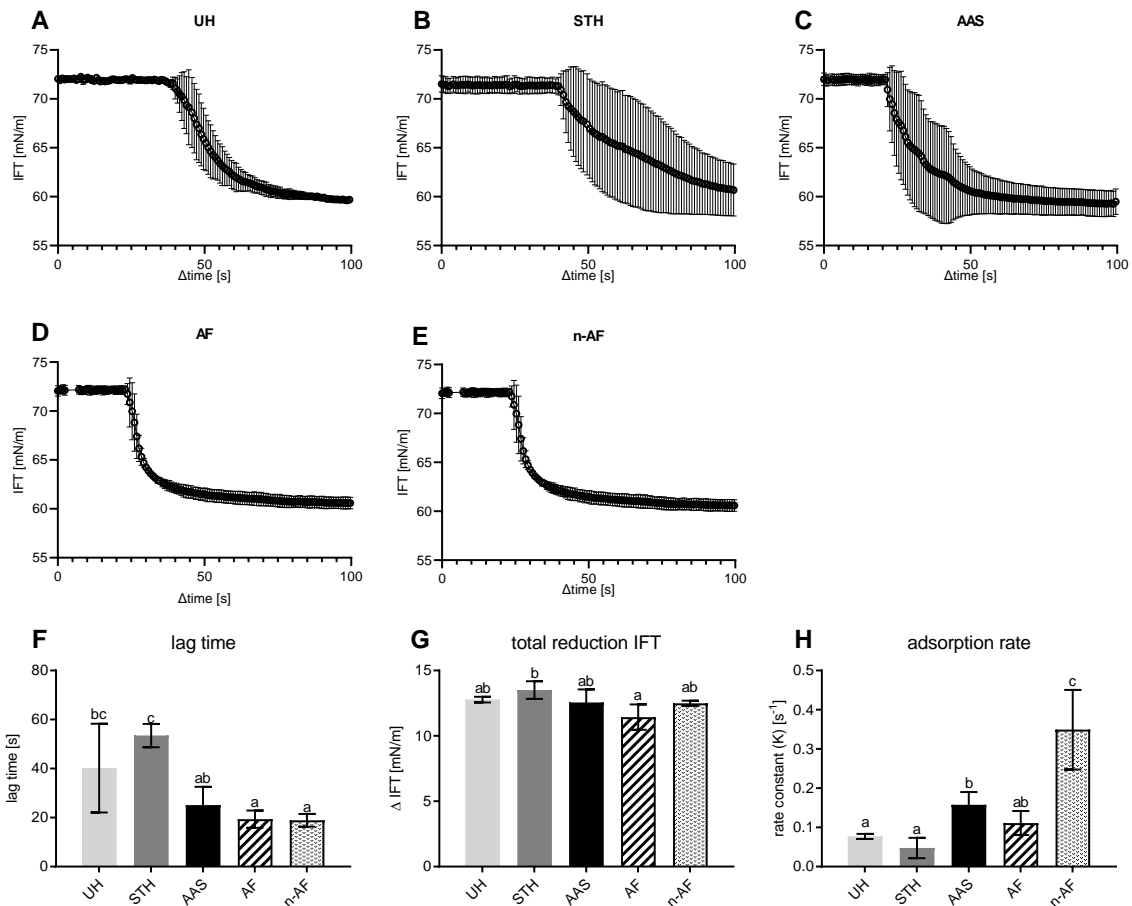 A UH
B STH
C AAS
IFT [mN/m]
75
70
65
60
55
0 50 100
Δtime [s]
IFT [mN/m]
75
70
65
60
55
0 50 100
Δtime [s]
IFT [mN/m]
75
70
65
60
55
0 50 100
Δtime [s]
D AF
E n-AF
IFT [mN/m]
75
70
65
60
55
0 50 100
Δtime [s]
IFT [mN/m]
75
70
65
60
55
0 50 100
Δtime [s]
F lag time
lag time [s]
80
60
40
20
0
bc c ab a a
UH STH AAS AF n-AF
G total reduction IFT
Δ IFT [mN/m]
15
10
5
0
ab b ab a ab
UH STH AAS AF n-AF
H adsorption rate
rate constant (K) [s⁻¹]
0.5
0.4
0.3
0.2
0.1
0.0
a a b ab c
UH STH AAS AF n-AF